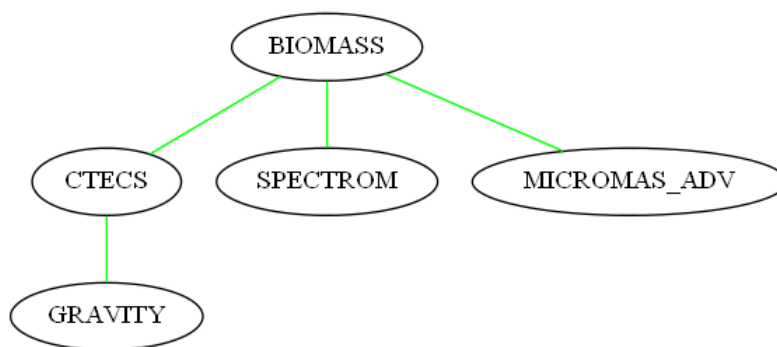 BIOMASS
CTECS
SPECTROM
MICROMAS_ADV
GRAVITY